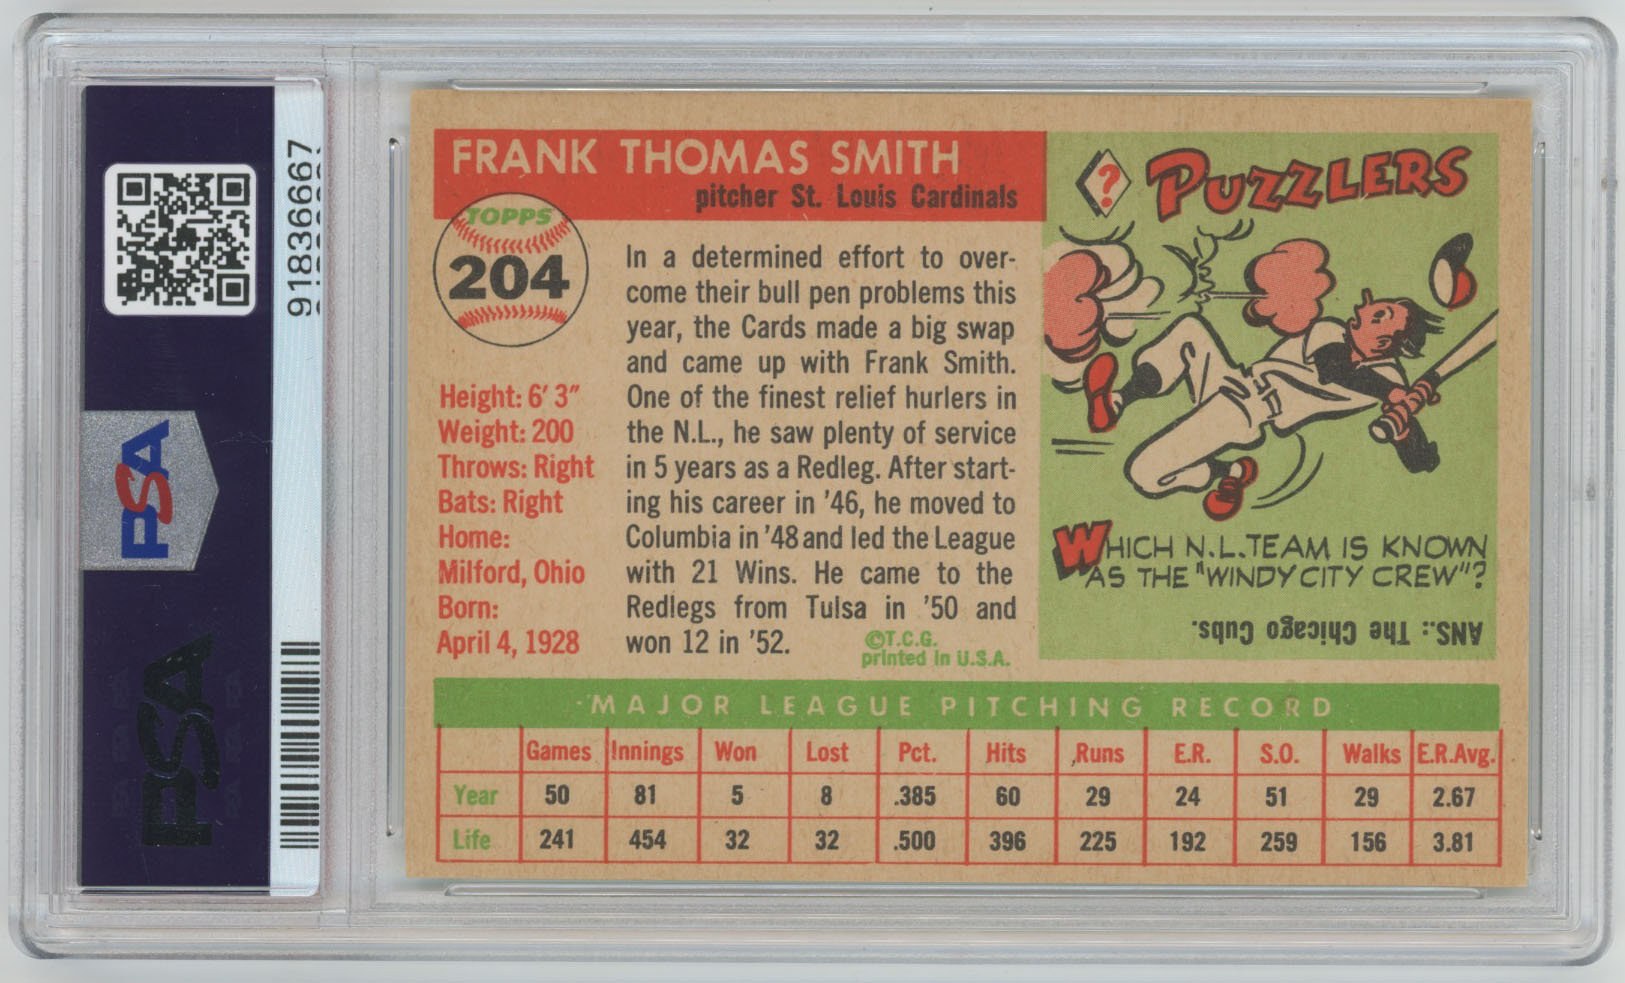 PSA
91836667
PSA
FRANK THOMAS SMITH
pitcher St. Louis Cardinals
TOPPS
204
Height: 6' 3"
Weight: 200
Throws: Right
Bats: Right
Home:
Milford, Ohio
Born:
April 4, 1928
In a determined effort to over-
come their bull pen problems this
year, the Cards made a big swap
and came up with Frank Smith.
One of the finest relief hurlers in
the N.L., he saw plenty of service
in 5 years as a Redleg. After start-
ing his career in '46, he moved to
Columbia in '48 and led the League
with 21 Wins. He came to the
Redlegs from Tulsa in '50 and
won 12 in '52.
©T.C.G.
printed in U.S.A.
?
PUZZLERS
WHICH N.L. TEAM IS KNOWN
AS THE "WINDY CITY CREW"?
ANS.: The Chicago Cubs.
MAJOR LEAGUE PITCHING RECORD
Games Innings Won Lost Pct. Hits Runs E.R. S.O. Walks E.R.Avg.
Year 50 81 5 8 .385 60 29 24 51 29 2.67
Life 241 454 32 32 .500 396 225 192 259 156 3.81